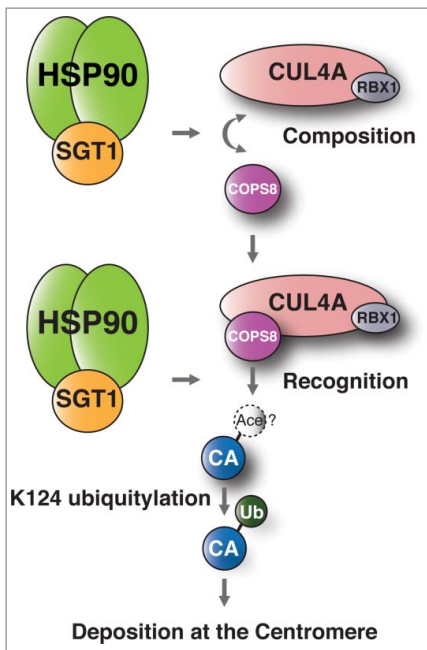 HSP90
SGT1
CUL4A
RBX1
Composition
COPS8
HSP90
SGT1
CUL4A
RBX1
COPS8
Recognition
Ace?
CA
K124 ubiquitylation
Ub
CA
Deposition at the Centromere